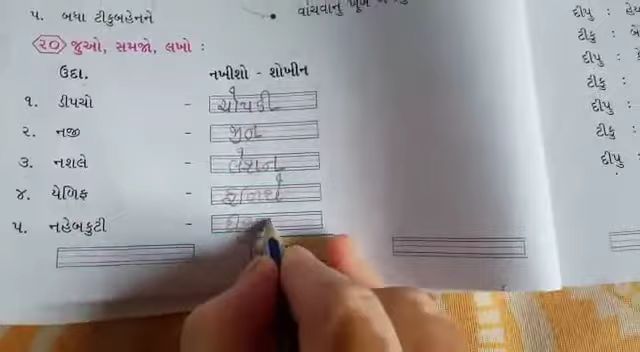 ૫. બધા ટીકુબહેનને
વાંચવાનું ખૂબ
૨૦ જુઓ, સમજો, લખો :
ઉદા. નખીશો - શોખીન
૧. ડીપચો - ચોપડી
૨. નજી - જીન
૩. નશલે - લેશન
૪. યેળિફ - ફળિયે
૫. નહેબકુટી -
દીપુ :
ટીકુ :
દીપુ :
ટીકુ :
દીપુ :
ટીકુ :
દીપુ :